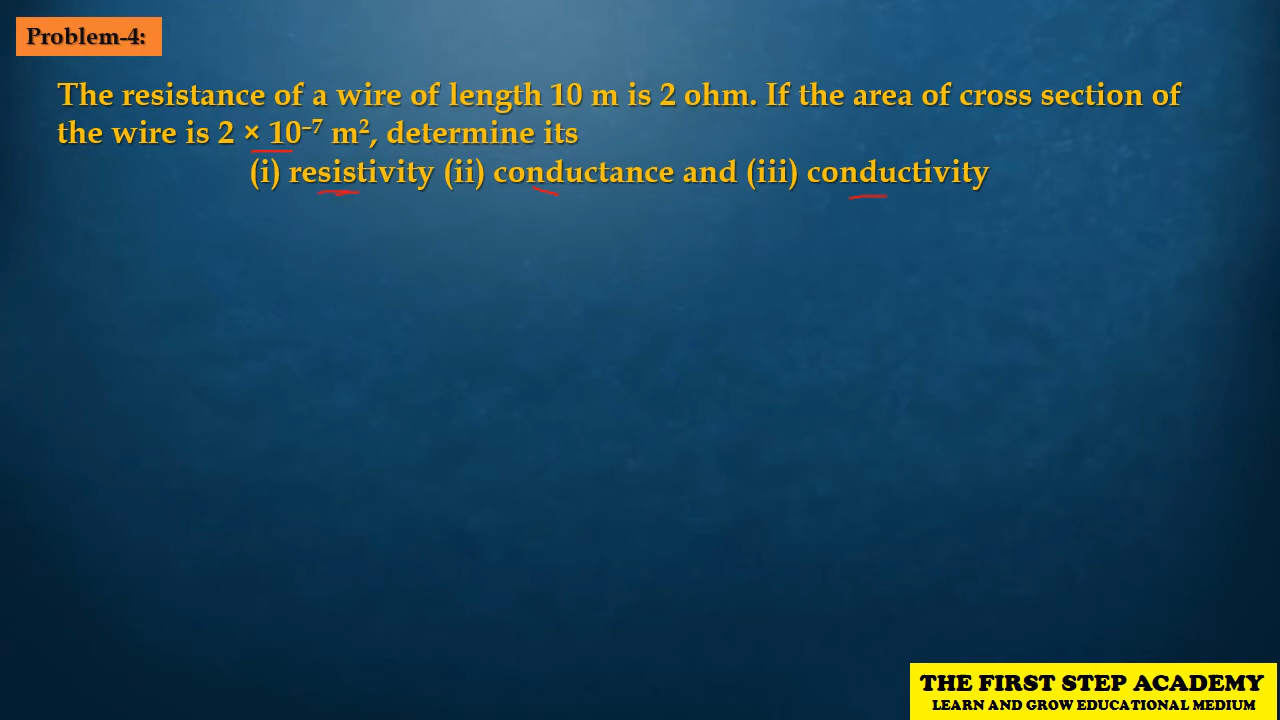 Problem-4:
The resistance of a wire of length 10 m is 2 ohm. If the area of cross section of
the wire is 2 × 10⁻⁷ m², determine its
(i) resistivity (ii) conductance and (iii) conductivity
THE FIRST STEP ACADEMY
LEARN AND GROW EDUCATIONAL MEDIUM